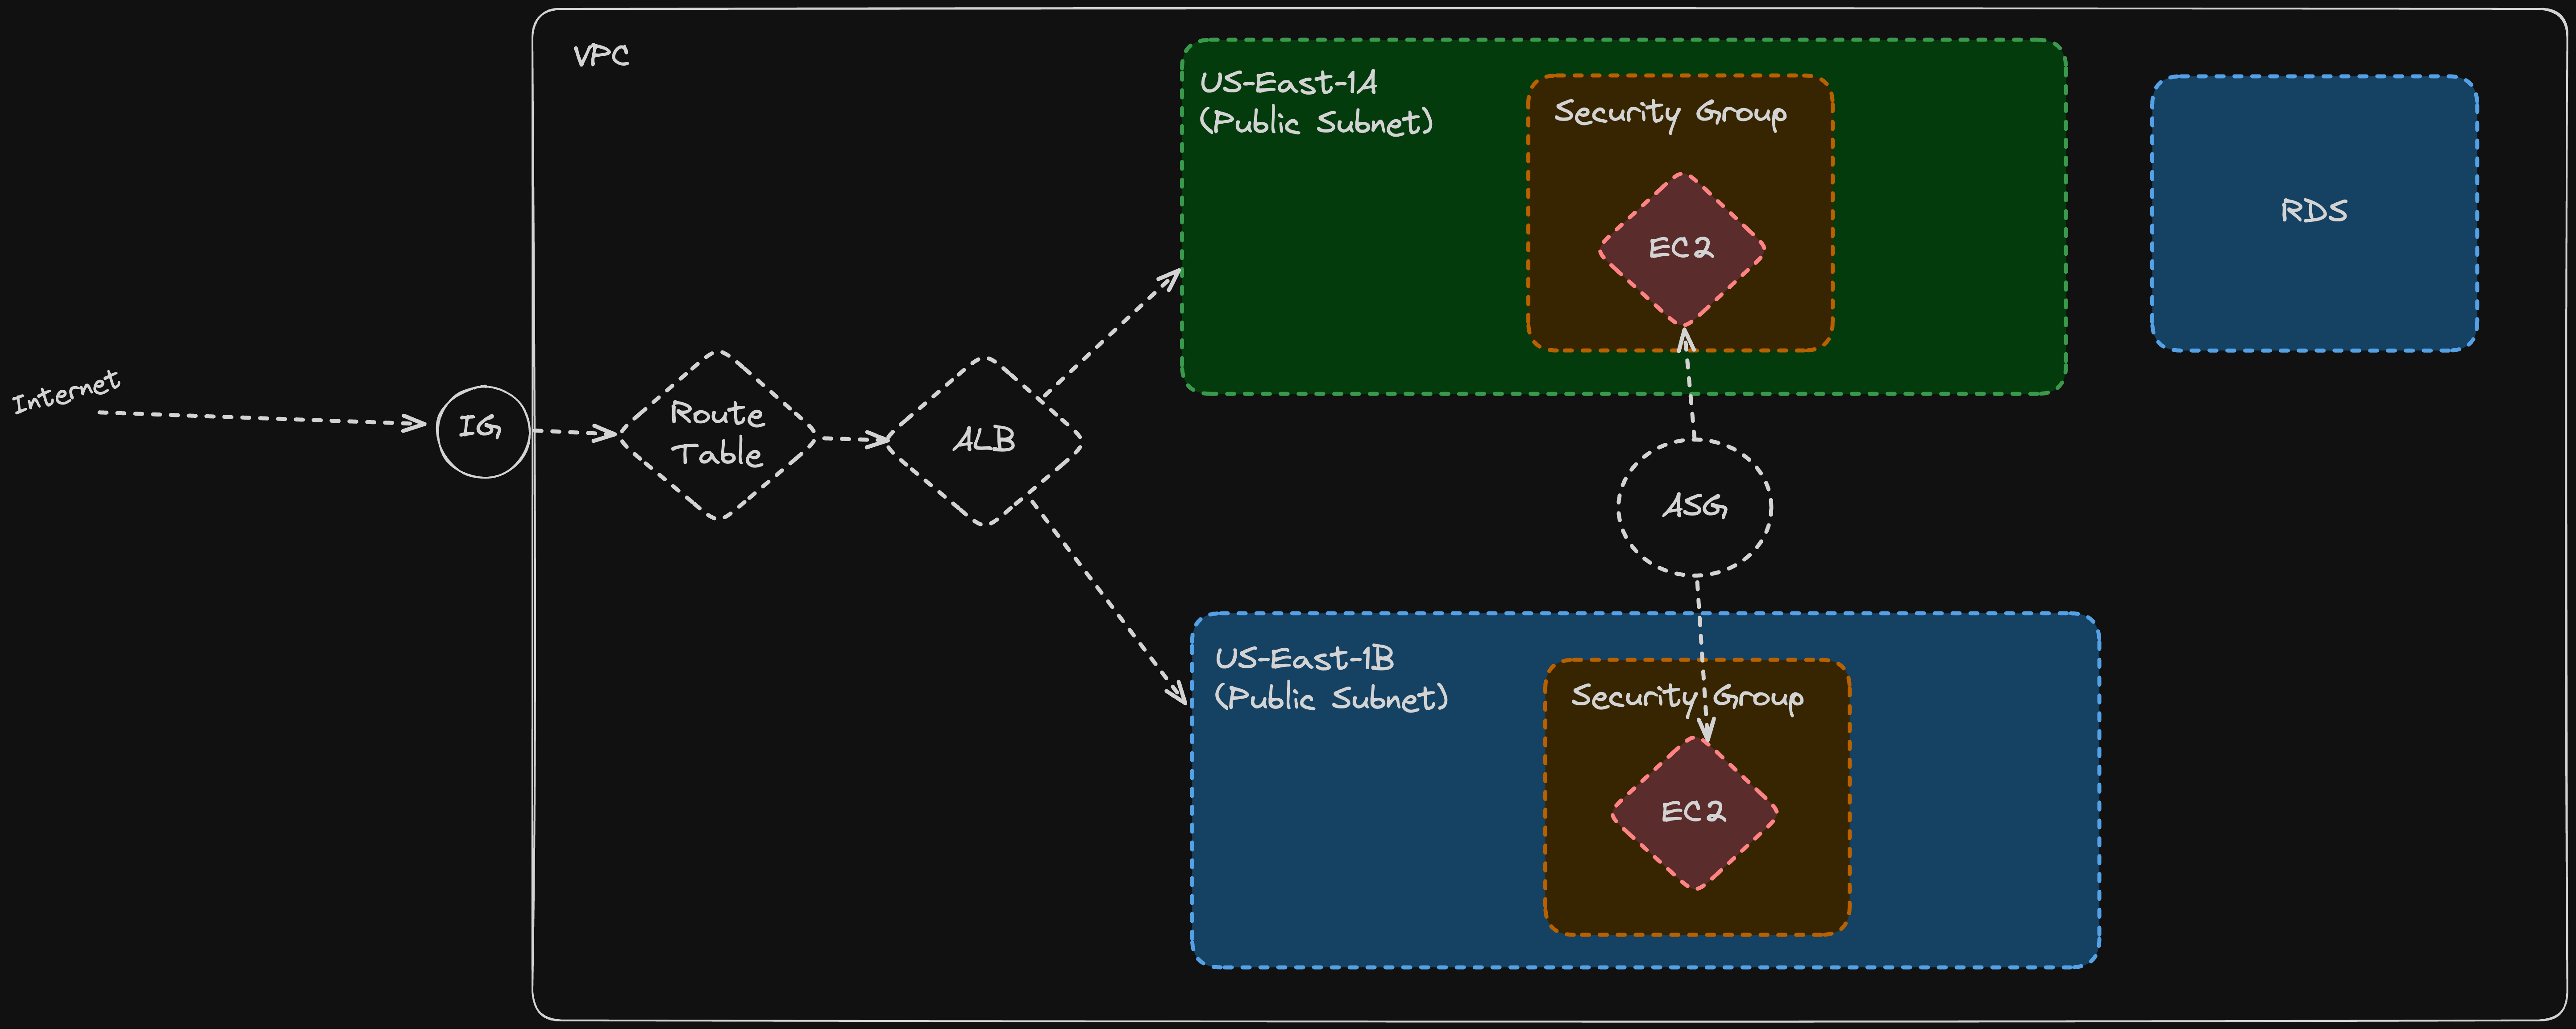 VPC
US-East-1A
(Public Subnet)
Security Group
EC2
RDS
Internet
IG
Route
Table
ALB
ASG
US-East-1B
(Public Subnet)
Security Group
EC2